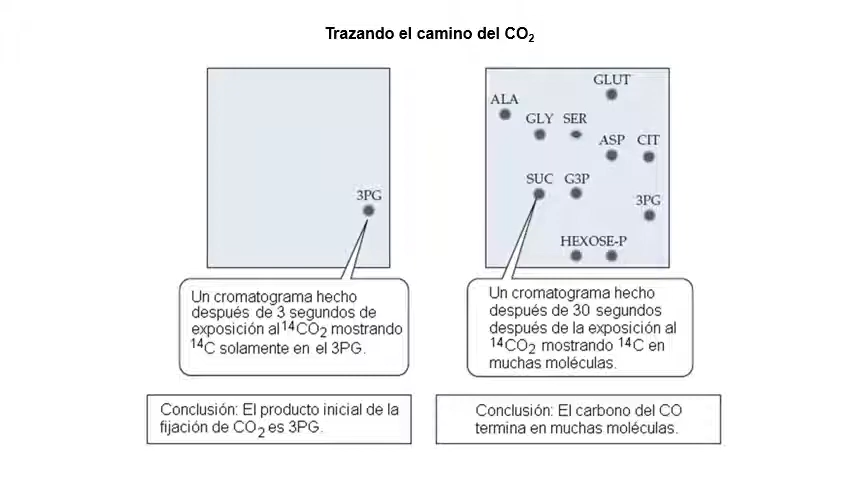 Trazando el camino del CO₂
3PG
Un cromatograma hecho
después de 3 segundos de
exposición al ¹⁴CO₂ mostrando
¹⁴C solamente en el 3PG.
Conclusión: El producto inicial de la
fijación de CO₂ es 3PG.
GLUT
ALA
GLY SER
ASP CIT
SUC G3P
3PG
HEXOSE-P
Un cromatograma hecho
después de 30 segundos
después de la exposición al
¹⁴CO₂ mostrando ¹⁴C en
muchas moléculas.
Conclusión: El carbono del CO
termina en muchas moléculas.